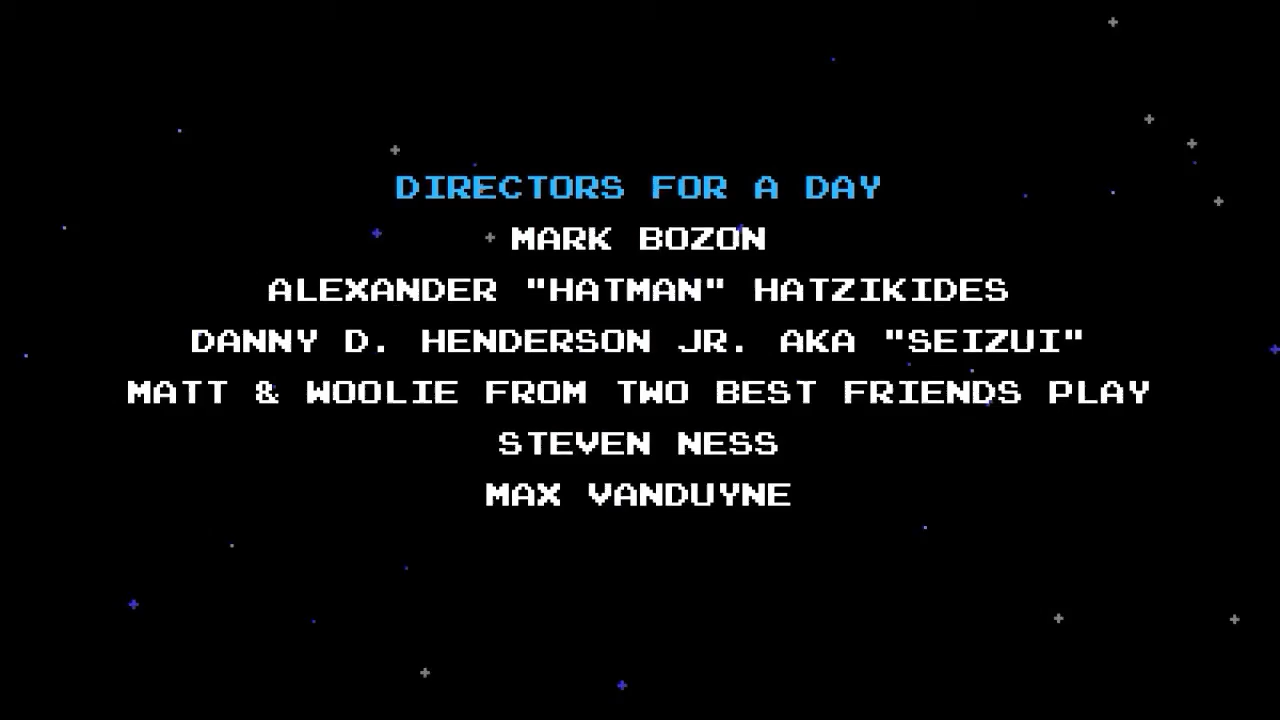 DIRECTORS FOR A DAY
MARK BOZON
ALEXANDER "HATMAN" HATZIKIDES
DANNY D. HENDERSON JR. AKA "SEIZUI"
MATT & WOOLIE FROM TWO BEST FRIENDS PLAY
STEVEN NESS
MAX VANDUYNE